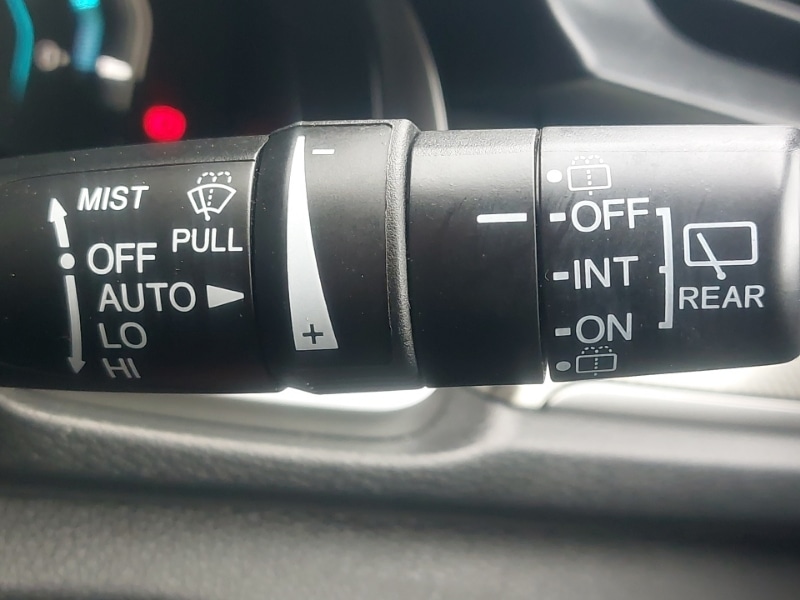 MIST
PULL
OFF
AUTO
LO
HI
-
+
OFF
INT
ON
REAR